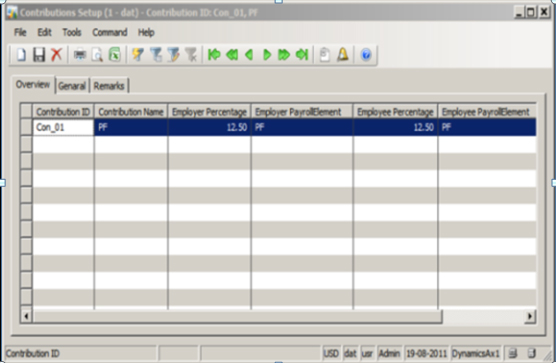 Contributions Setup (1 - dat) - Contribution ID: Con_01, PF
File Edit Tools Command Help
Overview General Remarks
Contribution ID Contribution Name Employer Percentage Employer PayrollElement Employee Percentage Employee PayrollElement
Con_01 PF 12.50 PF 12.50 PF
Contribution ID USD dat usr Admin 19-08-2011 DynamicsAx1